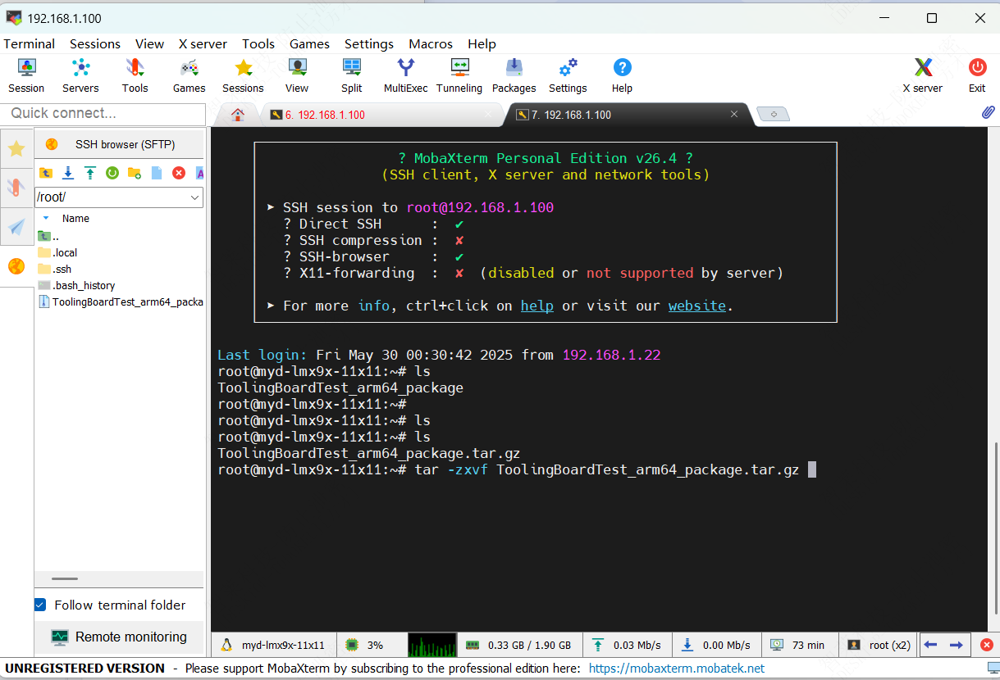 192.168.1.100
Terminal Sessions View X server Tools Games Settings Macros Help
Session Servers Tools Games Sessions View Split MultiExec Tunneling Packages Settings Help X server Exit
Quick connect...
6. 192.168.1.100
7. 192.168.1.100
SSH browser (SFTP)
/root/
Name
..
.local
.ssh
.bash_history
ToolingBoardTest_arm64_packa
Follow terminal folder
Remote monitoring
? MobaXterm Personal Edition v26.4 ?
(SSH client, X server and network tools)
➤ SSH session to root@192.168.1.100
? Direct SSH : ✔
? SSH compression : ✘
? SSH-browser : ✔
? X11-forwarding : ✘ (disabled or not supported by server)
➤ For more info, ctrl+click on help or visit our website.
Last login: Fri May 30 00:30:42 2025 from 192.168.1.22
root@myd-lmx9x-11x11:~# ls
ToolingBoardTest_arm64_package
root@myd-lmx9x-11x11:~#
root@myd-lmx9x-11x11:~# ls
root@myd-lmx9x-11x11:~# ls
ToolingBoardTest_arm64_package.tar.gz
root@myd-lmx9x-11x11:~# tar -zxvf ToolingBoardTest_arm64_package.tar.gz
myd-lmx9x-11x11 3% 0.33 GB / 1.90 GB 0.03 Mb/s 0.00 Mb/s 73 min root (x2)
UNREGISTERED VERSION - Please support MobaXterm by subscribing to the professional edition here: https://mobaxterm.mobatek.net